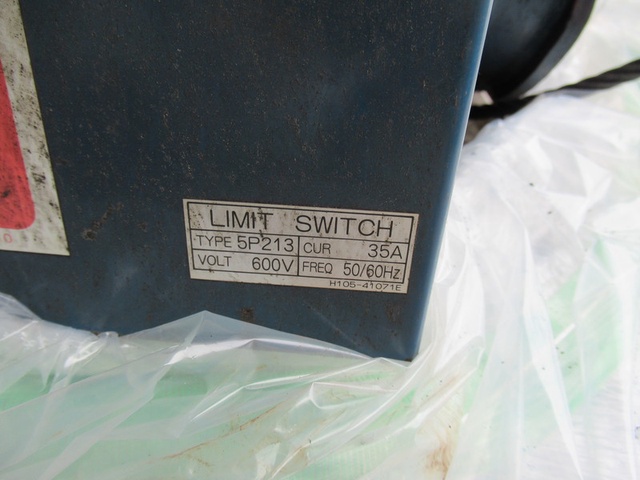 LIMIT SWITCH
TYPE 5P213 CUR 35A
VOLT 600V FREQ 50/60Hz
H105-41071E